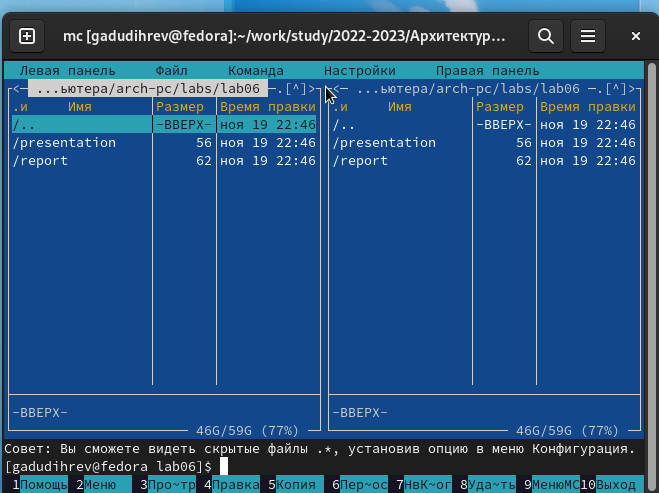 mc [gadudihrev@fedora]:~/work/study/2022-2023/Архитектур...
Левая панель Файл Команда Настройки Правая панель
<— ...ьютера/arch-pc/labs/lab06 —.[^]> <— ...ьютера/arch-pc/labs/lab06 —.[^]>
.и Имя Размер Время правки .и Имя Размер Время правки
/.. -ВВЕРХ- ноя 19 22:46 /.. -ВВЕРХ- ноя 19 22:46
/presentation 56 ноя 19 22:46 /presentation 56 ноя 19 22:46
/report 62 ноя 19 22:46 /report 62 ноя 19 22:46
-ВВЕРХ- -ВВЕРХ-
46G/59G (77%) 46G/59G (77%)
Совет: Вы сможете видеть скрытые файлы .*, установив опцию в меню Конфигурация.
[gadudihrev@fedora lab06]$
1Помощь 2Меню 3Про~тр 4Правка 5Копия 6Пер~ос 7НвК~ог 8Уда~ть 9МенюMC 10Выход